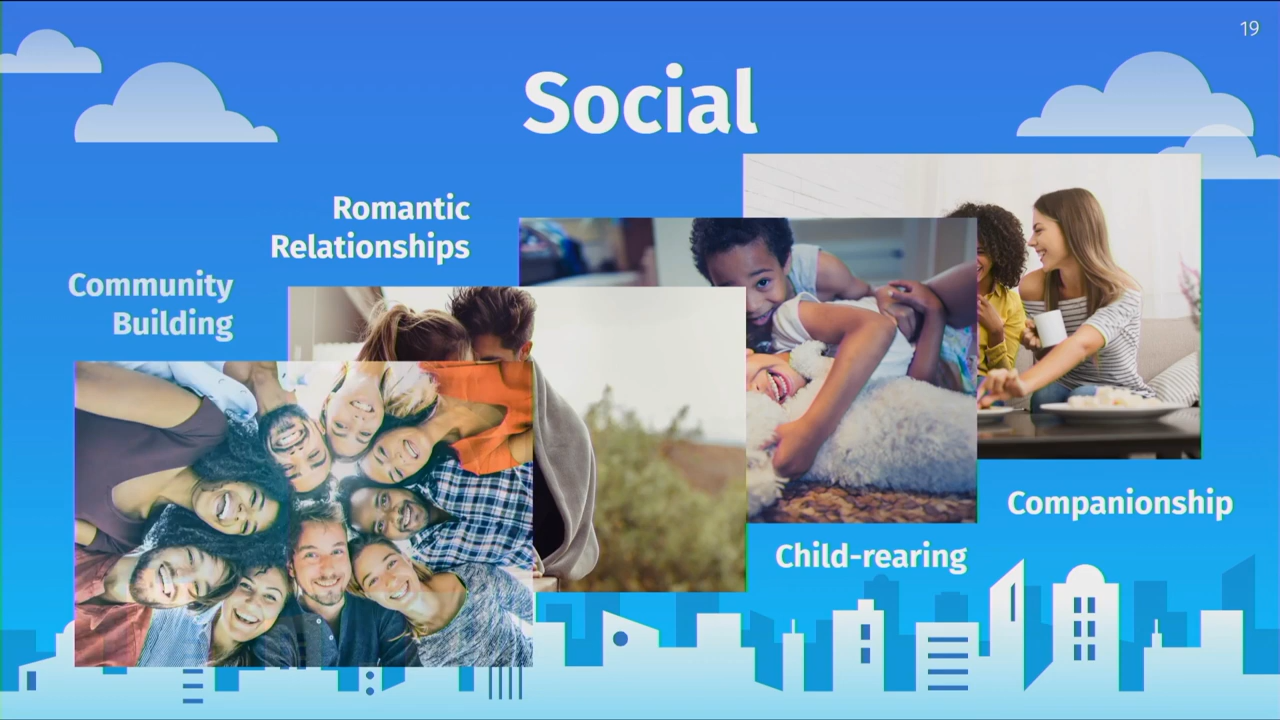 19
Social
Romantic
Relationships
Community
Building
Companionship
Child-rearing